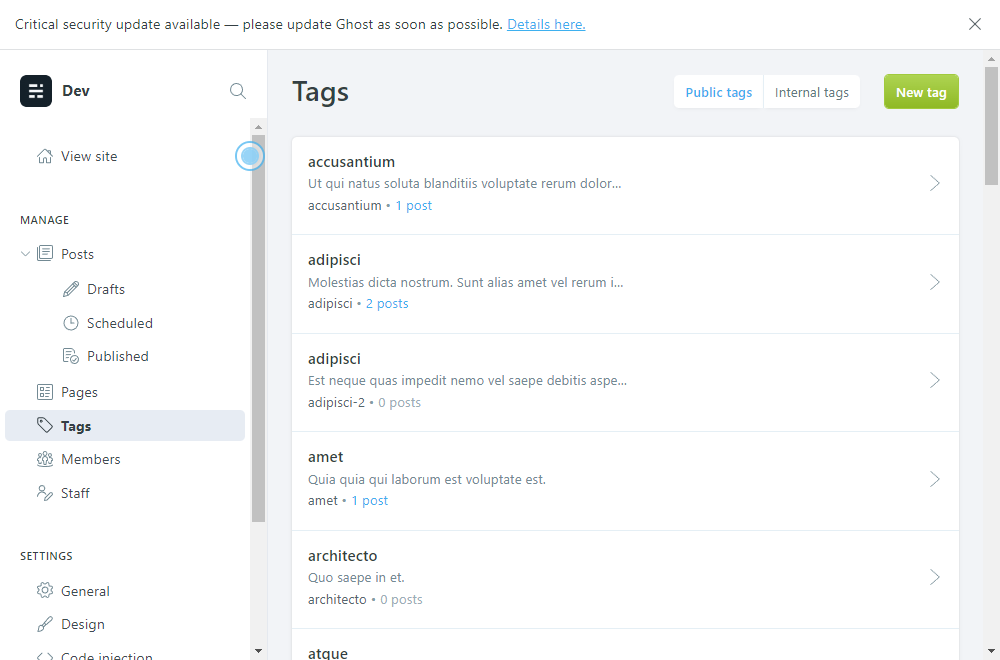 Critical security update available — please update Ghost as soon as possible. Details here.
Dev
View site
MANAGE
Posts
Drafts
Scheduled
Published
Pages
Tags
Members
Staff
SETTINGS
General
Design
Code injection
Tags
Public tags
Internal tags
New tag
accusantium
Ut qui natus soluta blanditiis voluptate rerum dolor...
accusantium • 1 post
adipisci
Molestias dicta nostrum. Sunt alias amet vel rerum i...
adipisci • 2 posts
adipisci
Est neque quas impedit nemo vel saepe debitis aspe...
adipisci-2 • 0 posts
amet
Quia quia qui laborum est voluptate est.
amet • 1 post
architecto
Quo saepe in et.
architecto • 0 posts
atque